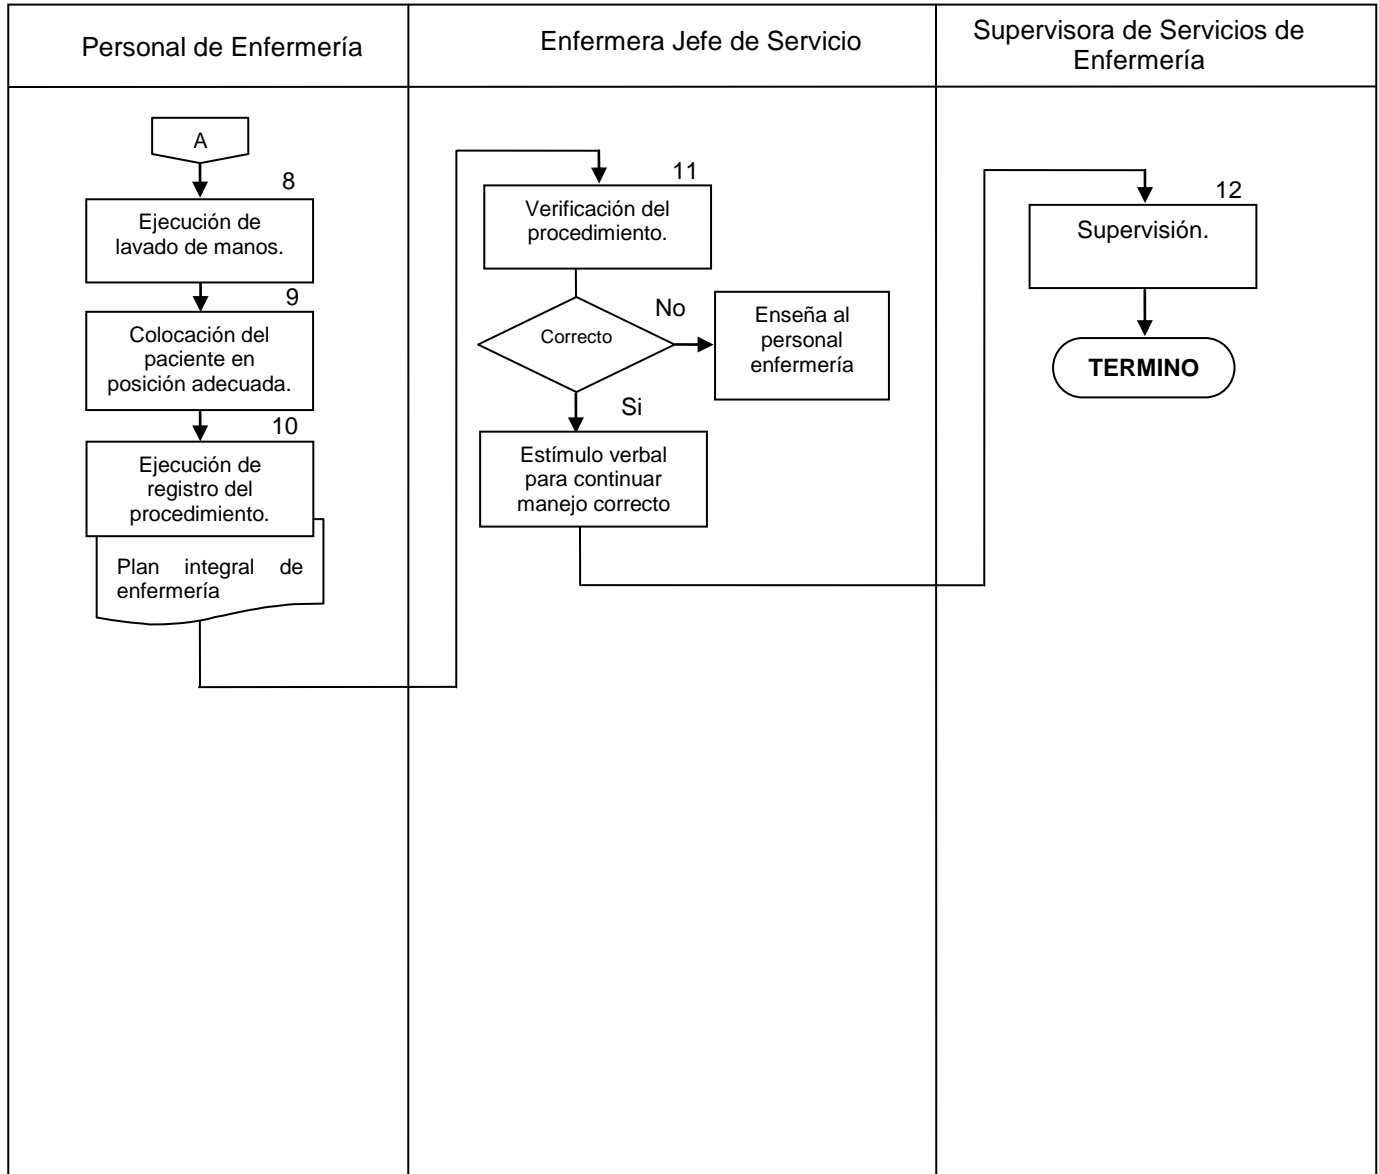 Personal de Enfermería
Enfermera Jefe de Servicio
Supervisora de Servicios de
Enfermería
A
8
Ejecución de
lavado de manos.
9
Colocación del
paciente en
posición adecuada.
10
Ejecución de
registro del
procedimiento.
Plan integral de
enfermería
11
Verificación del
procedimiento.
Correcto
No
Enseña al
personal
enfermería
Si
Estímulo verbal
para continuar
manejo correcto
12
Supervisión.
TERMINO